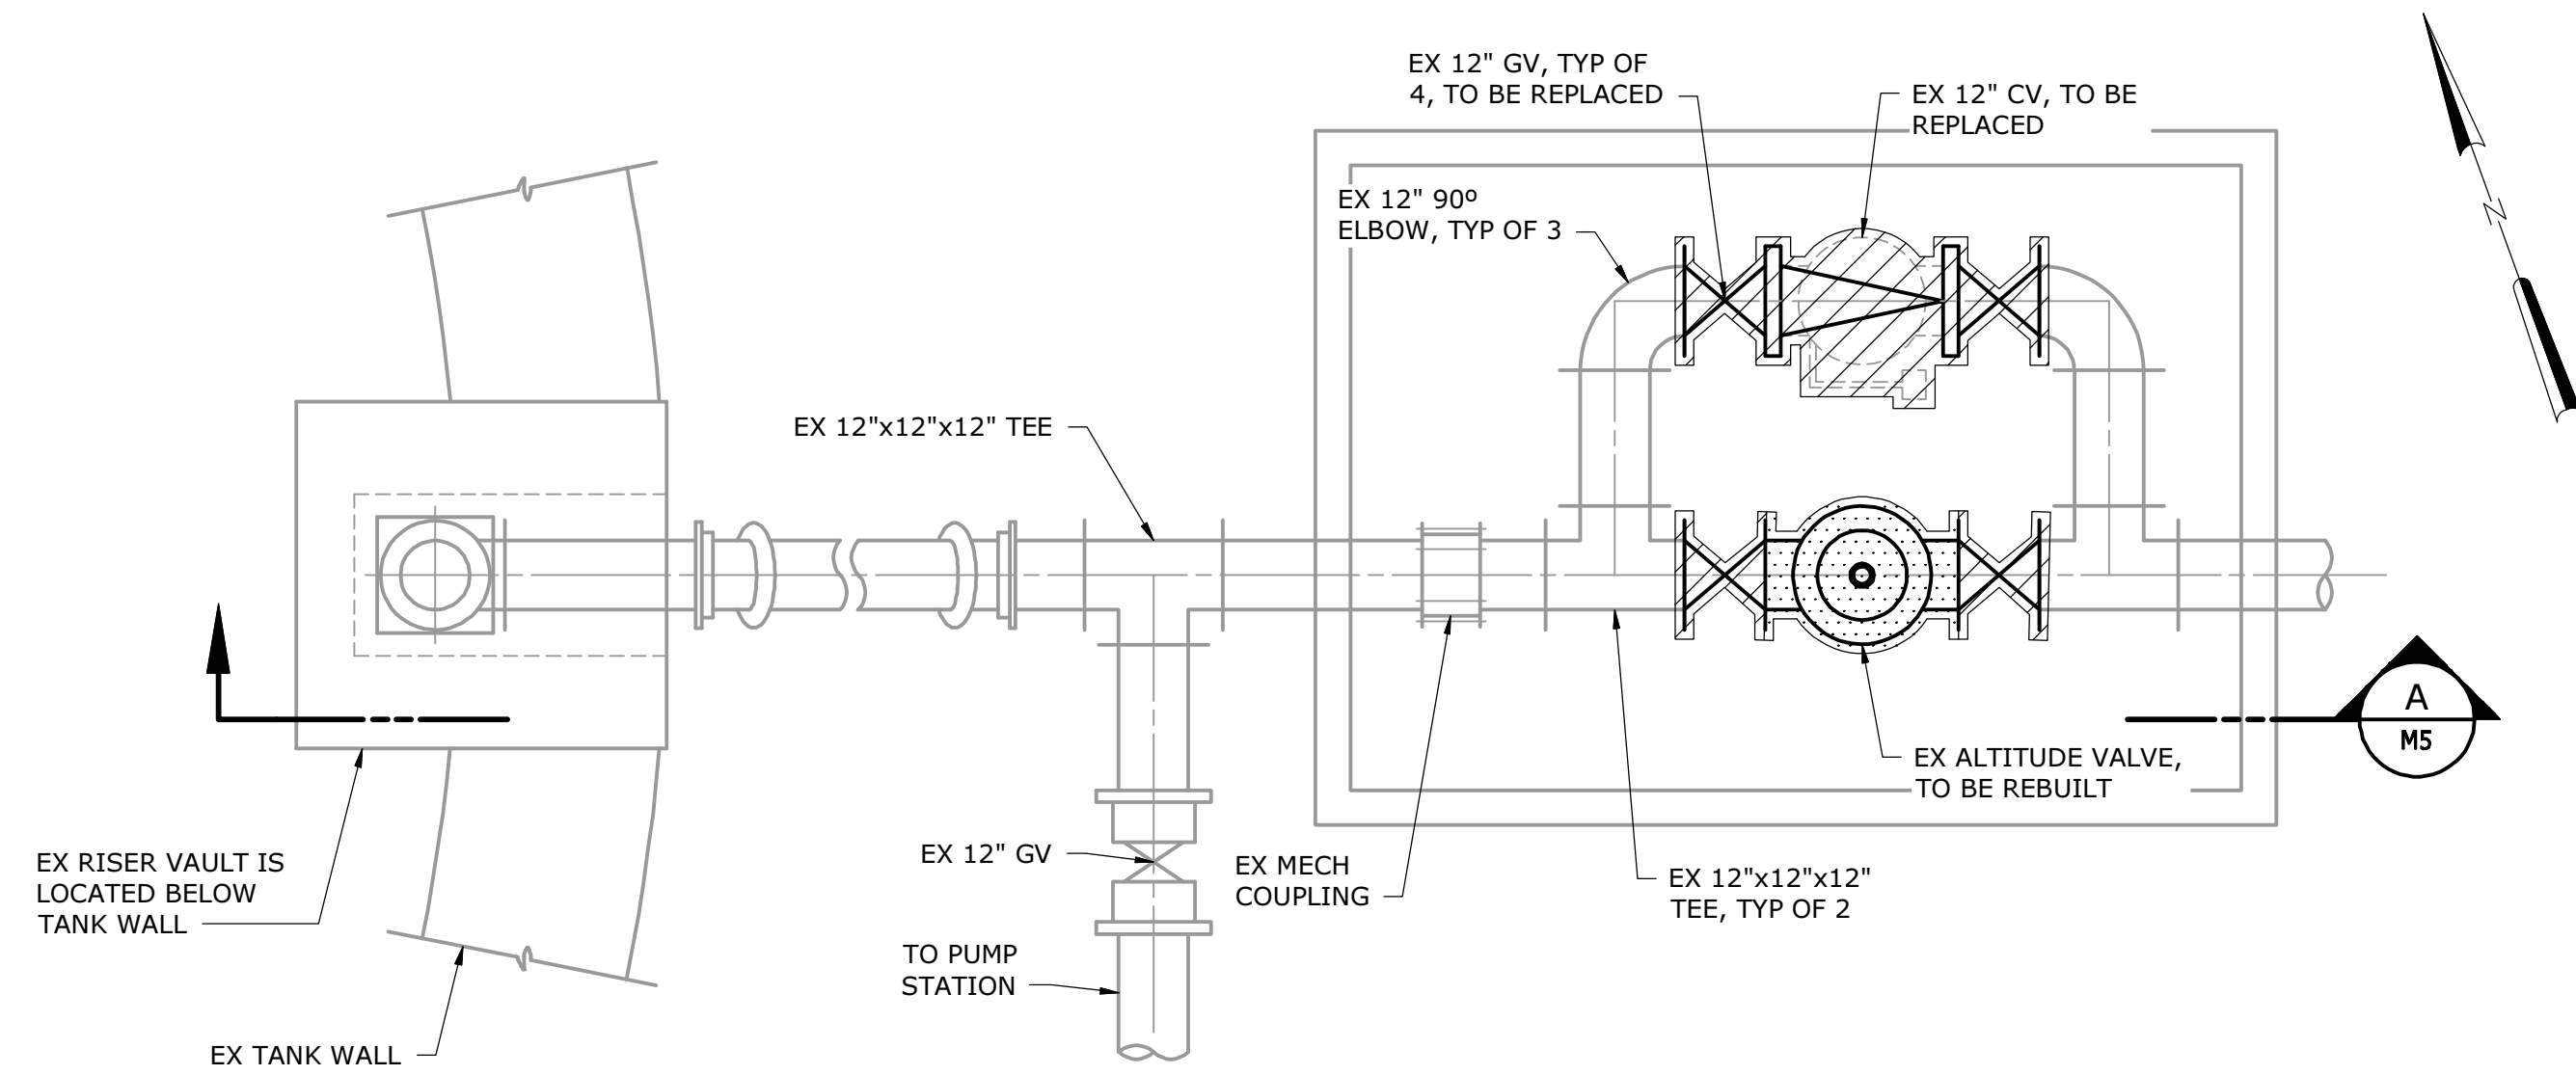 EX 12" GV, TYP OF
4, TO BE REPLACED
EX 12" CV, TO BE
REPLACED
N
EX 12" 90º
ELBOW, TYP OF 3
EX 12"x12"x12" TEE
A
M5
EX ALTITUDE VALVE,
TO BE REBUILT
EX RISER VAULT IS
LOCATED BELOW
TANK WALL
EX 12" GV
EX MECH
COUPLING
EX 12"x12"x12"
TEE, TYP OF 2
TO PUMP
STATION
EX TANK WALL